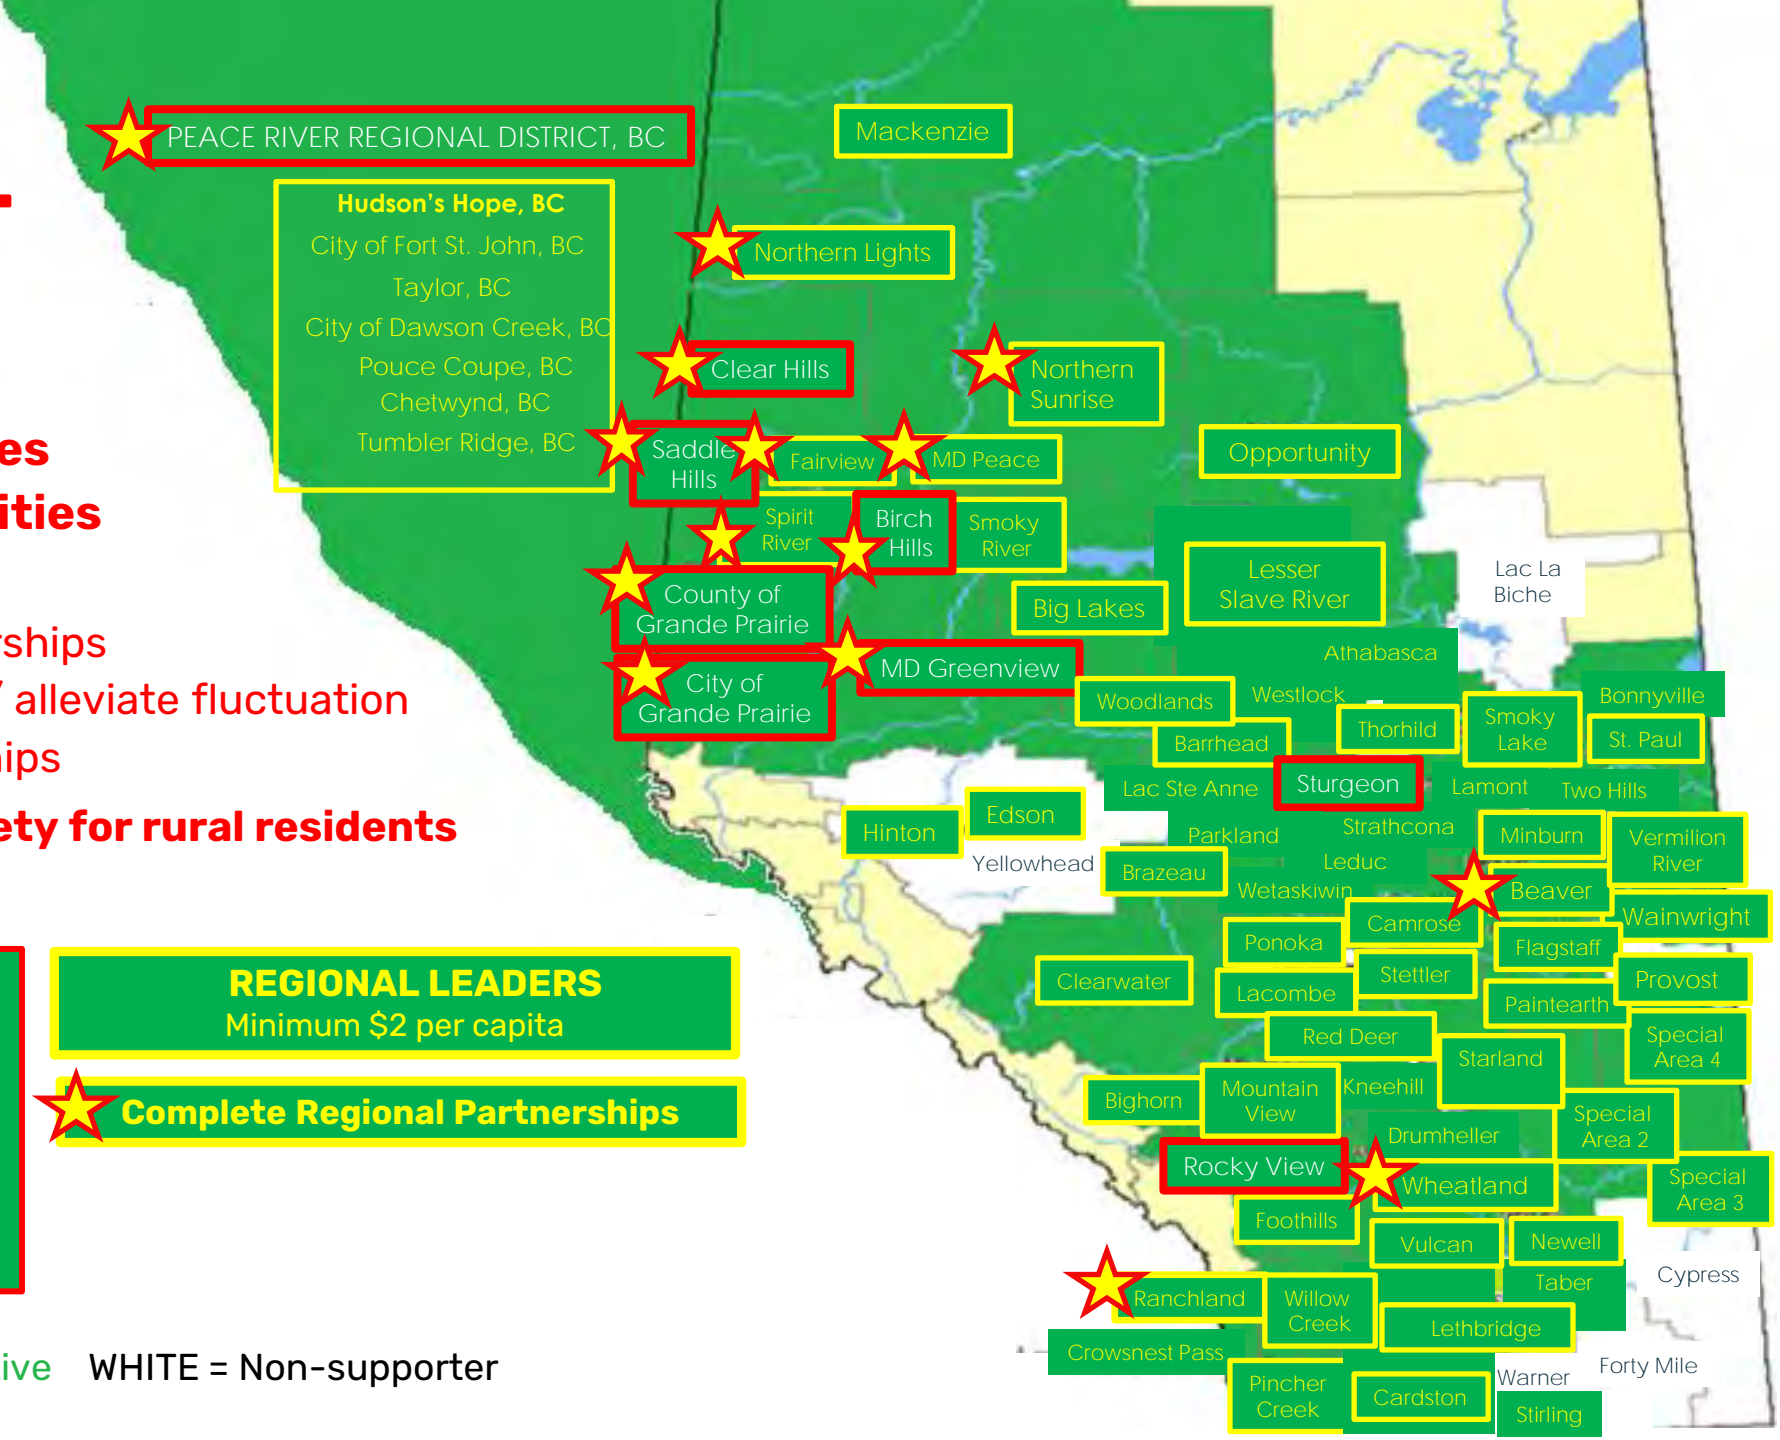 PEACE RIVER REGIONAL DISTRICT, BC
Mackenzie
Hudson's Hope, BC
City of Fort St. John, BC
Taylor, BC
City of Dawson Creek, BC
Pouce Coupe, BC
Chetwynd, BC
Tumbler Ridge, BC
Northern Lights
Clear Hills
Northern
Sunrise
Saddle
Hills
Fairview
MD Peace
Opportunity
Spirit
River
Birch
Hills
Smoky
River
Lesser
Slave River
Lac La
Biche
County of
Grande Prairie
Big Lakes
City of
Grande Prairie
MD Greenview
Athabasca
Woodlands
Westlock
Bonnyville
Barrhead
Thorhild
Smoky
Lake
St. Paul
Lac Ste Anne
Sturgeon
Lamont
Two Hills
Hinton
Edson
Yellowhead
Parkland
Strathcona
Minburn
Vermilion
River
Brazeau
Leduc
Wetaskiwin
Beaver
Camrose
Wainwright
Ponoka
Flagstaff
Clearwater
Lacombe
Stettler
Provost
Paintearth
Red Deer
Starland
Special
Area 4
Bighorn
Mountain
View
Kneehill
Special
Area 2
Drumheller
Rocky View
Wheatland
Special
Area 3
Foothills
Vulcan
Newell
Ranchland
Willow
Creek
Taber
Cypress
Lethbridge
Crowsnest Pass
Pincher
Creek
Cardston
Warner
Forty Mile
Stirling
es
ities
rships
/ alleviate fluctuation
ips
ety for rural residents
REGIONAL LEADERS
Minimum $2 per capita
Complete Regional Partnerships
ive WHITE = Non-supporter